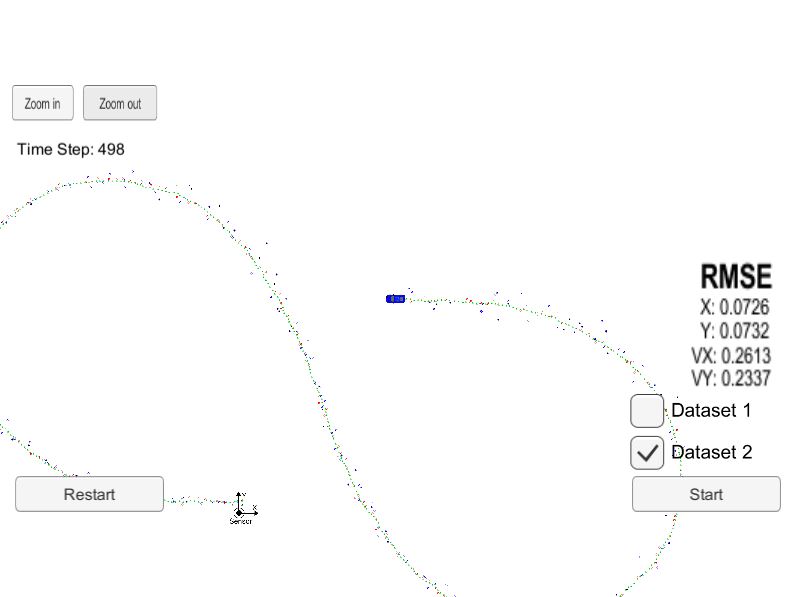 Zoom in
Zoom out
Time Step: 498
RMSE
X: 0.0726
Y: 0.0732
VX: 0.2613
VY: 0.2337
Dataset 1
Dataset 2
Restart
Start
Y
X
Sensor